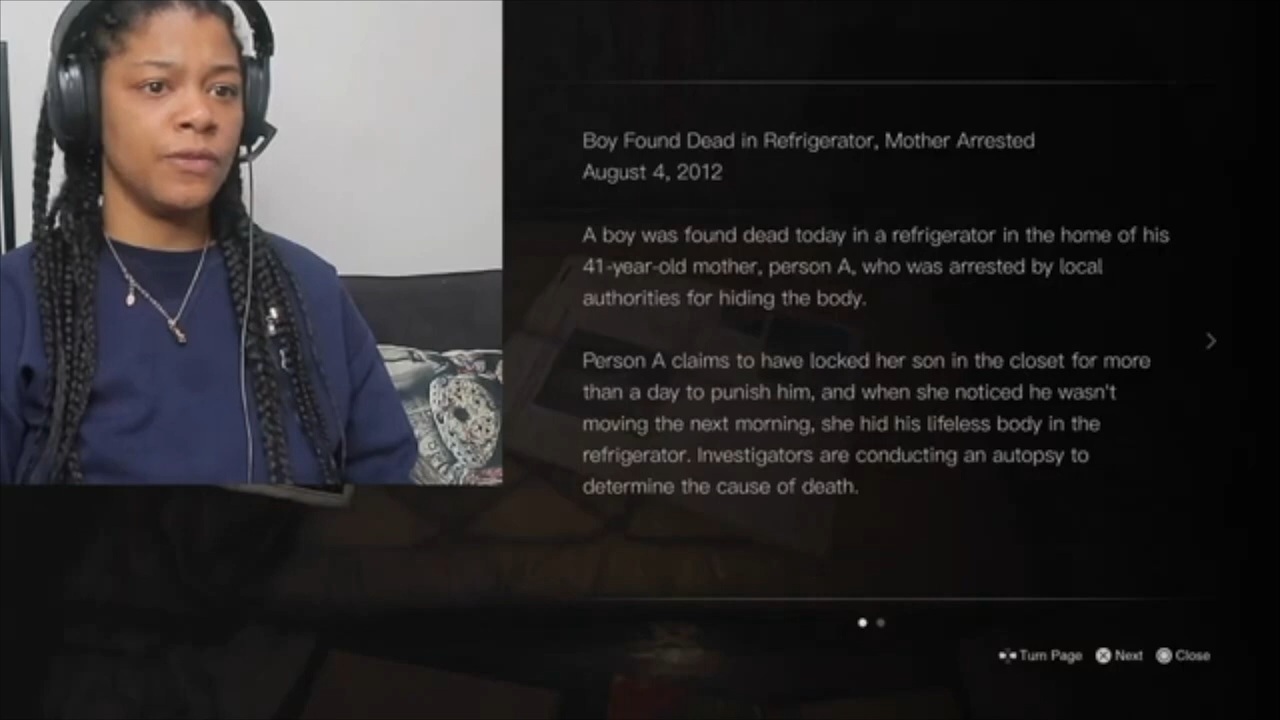 Boy Found Dead in Refrigerator, Mother Arrested
August 4, 2012
A boy was found dead today in a refrigerator in the home of his
41-year-old mother, person A, who was arrested by local
authorities for hiding the body.
Person A claims to have locked her son in the closet for more
than a day to punish him, and when she noticed he wasn't
moving the next morning, she hid his lifeless body in the
refrigerator. Investigators are conducting an autopsy to
determine the cause of death.
Turn Page Next Close